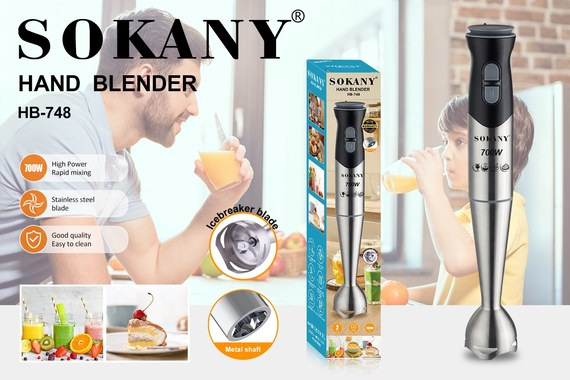 SOKANY®
HAND BLENDER
HB-748
700W
High Power
Rapid mixing
Stainless steel
blade
Good quality
Easy to clean
Icebreaker blade
Metal shaft
SOKANY
HAND BLENDER
HB-748
SOKANY
700W
SOKANY
700W